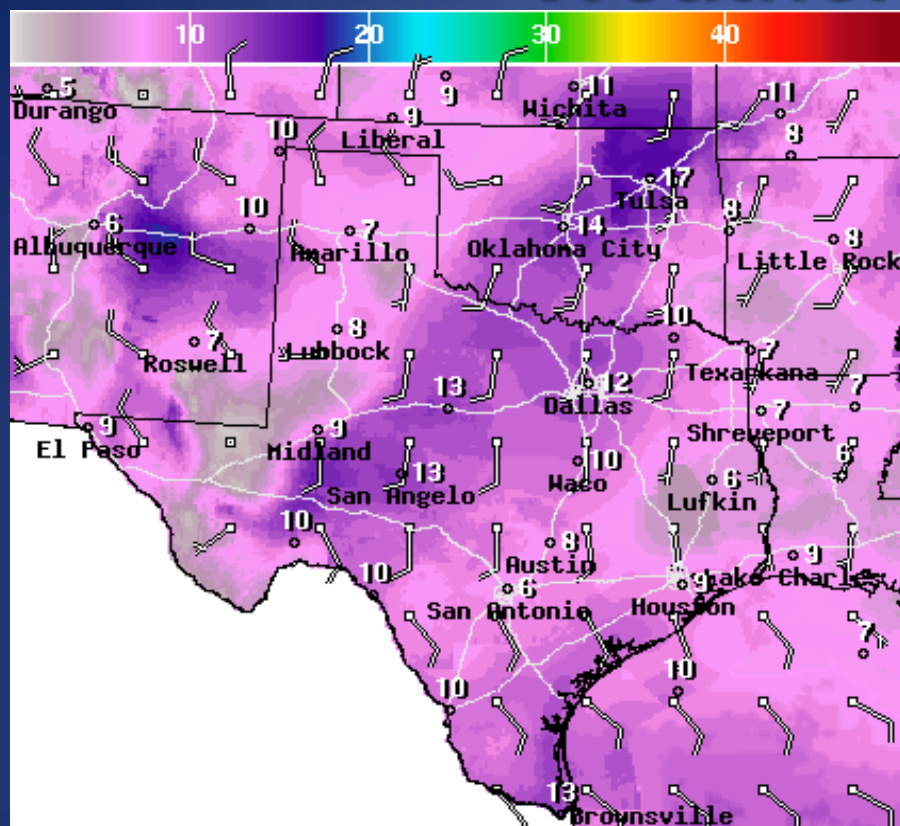 10 20 30 40
5
Durango
9
11
Wichita
11
10
9
Liberal
8
17
Tulsa
6
Albuquerque
10
7
Amarillo
14
Oklahoma City
8
8
Little Rock
7
Roswell
8
Lubbock
10
7
Texarkana
13
12
Dallas
7
7
Shreveport
9
El Paso
9
Midland
13
San Angelo
10
Waco
6
Lufkin
6
10
8
Austin
9
Lake Charles
10
6
San Antonio
9
Houston
7
10
10
13
Brownsville